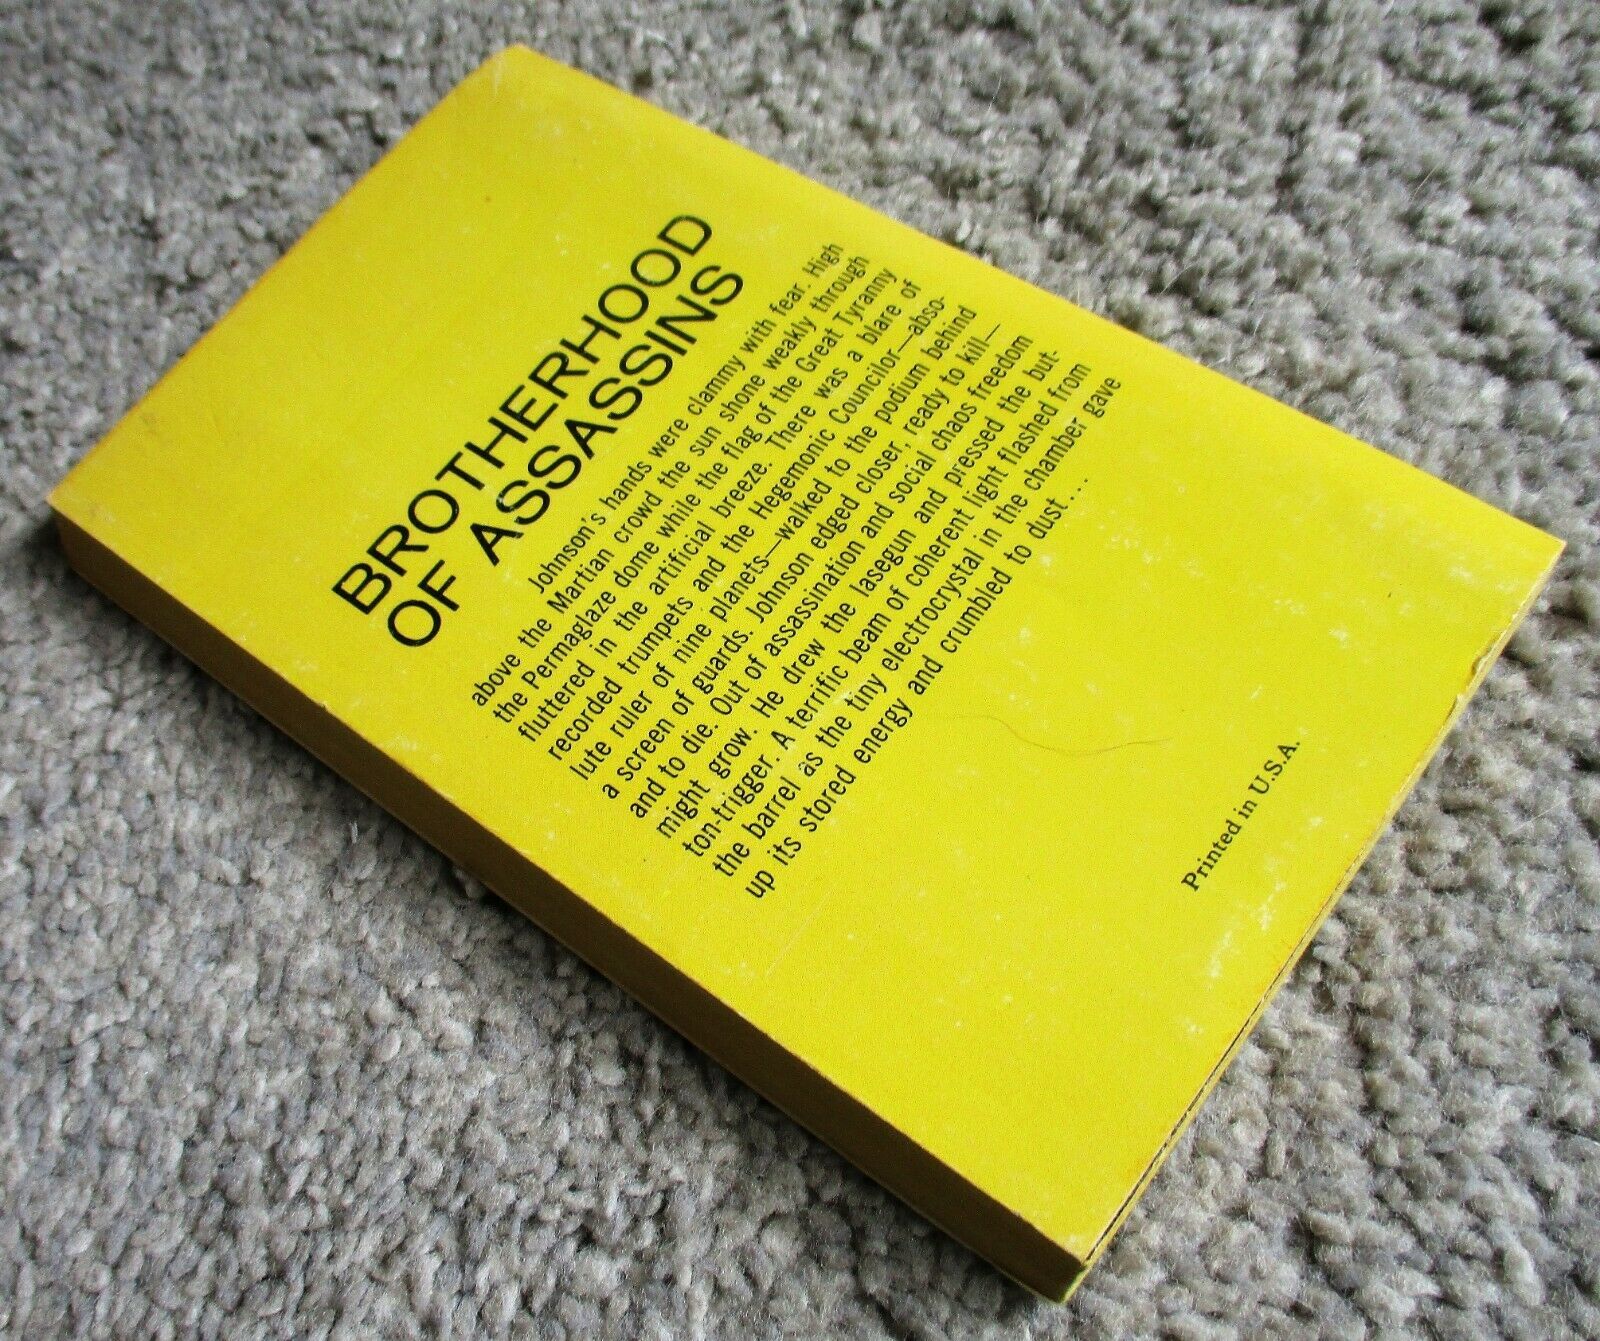 BROTHERHOOD
OF ASSASSINS
Johnson's hands were clammy with fear. High
above the Martian crowd the sun shone weakly through
the Permaglaze dome while the flag of the Great Tyranny
fluttered in the artificial breeze. There was a blare of
recorded trumpets and the Hegemonic Councilor—abso-
lute ruler of nine planets—walked to the podium behind
a screen of guards. Johnson edged closer, ready to kill—
and to die. Out of assassination and social chaos freedom
might grow. He drew the lasegun and pressed the but-
ton-trigger. A terrific beam of coherent light flashed from
the barrel as the tiny electrocrystal in the chamber gave
up its stored energy and crumbled to dust...
Printed in U.S.A.